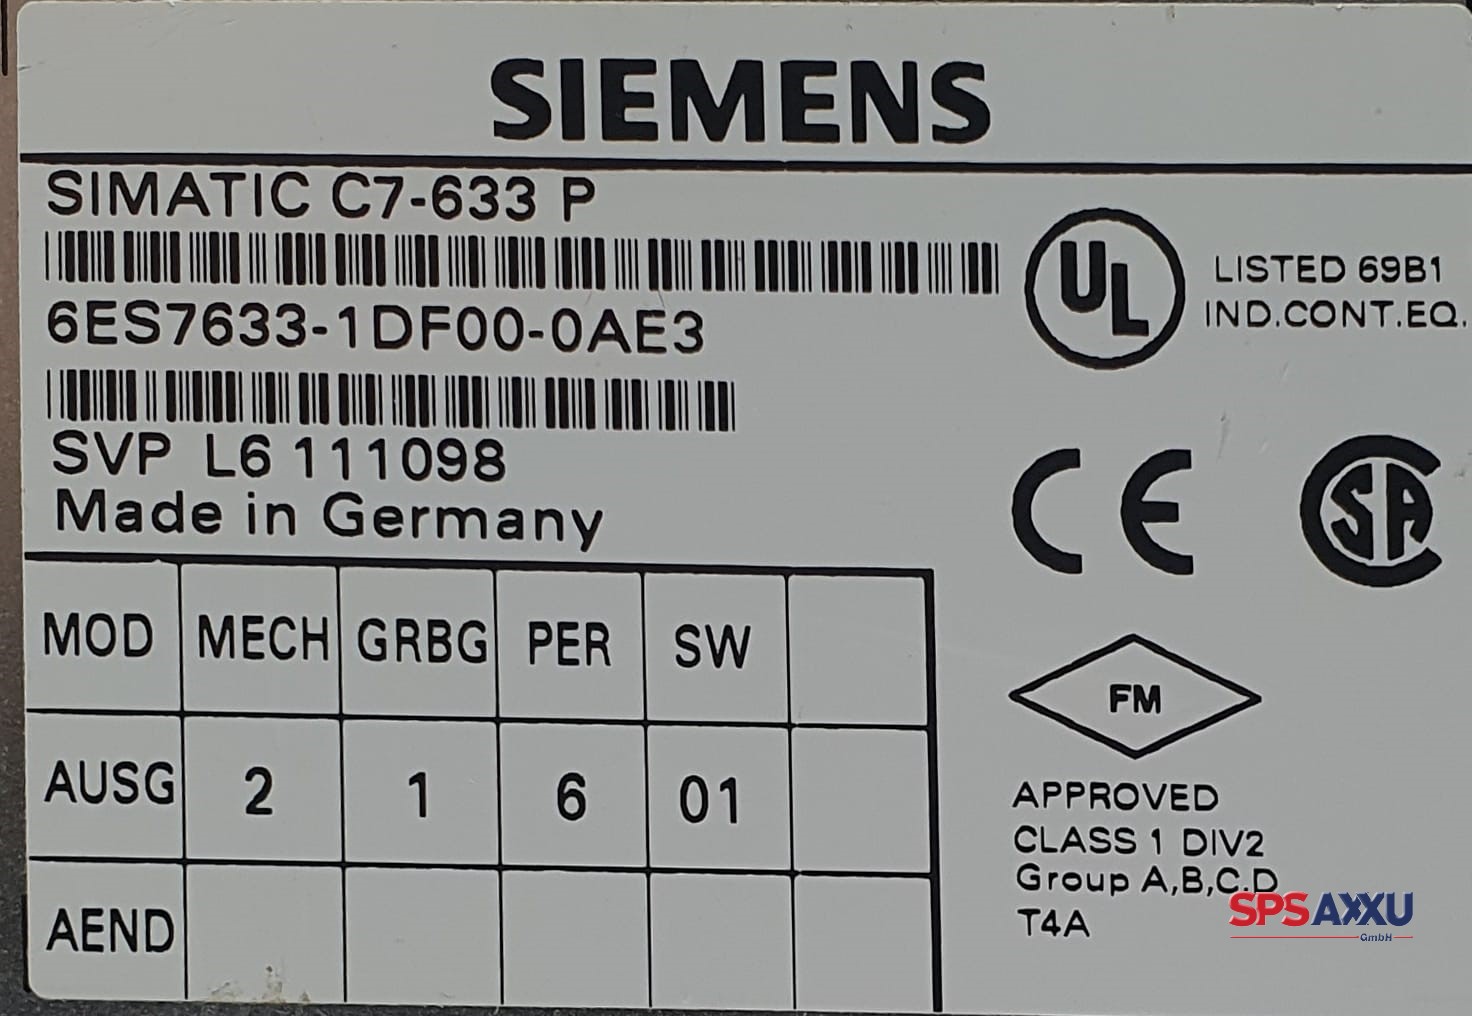 SIEMENS
SIMATIC C7-633 P
6ES7633-1DF00-0AE3
SVP L6 111098
Made in Germany
UL LISTED 69B1
IND.CONT.EQ.
CE SA
MOD MECH GRBG PER SW
AUSG 2 1 6 01
AEND
FM
APPROVED
CLASS 1 DIV2
Group A,B,C,D
T4A
SPS AXXU
GmbH